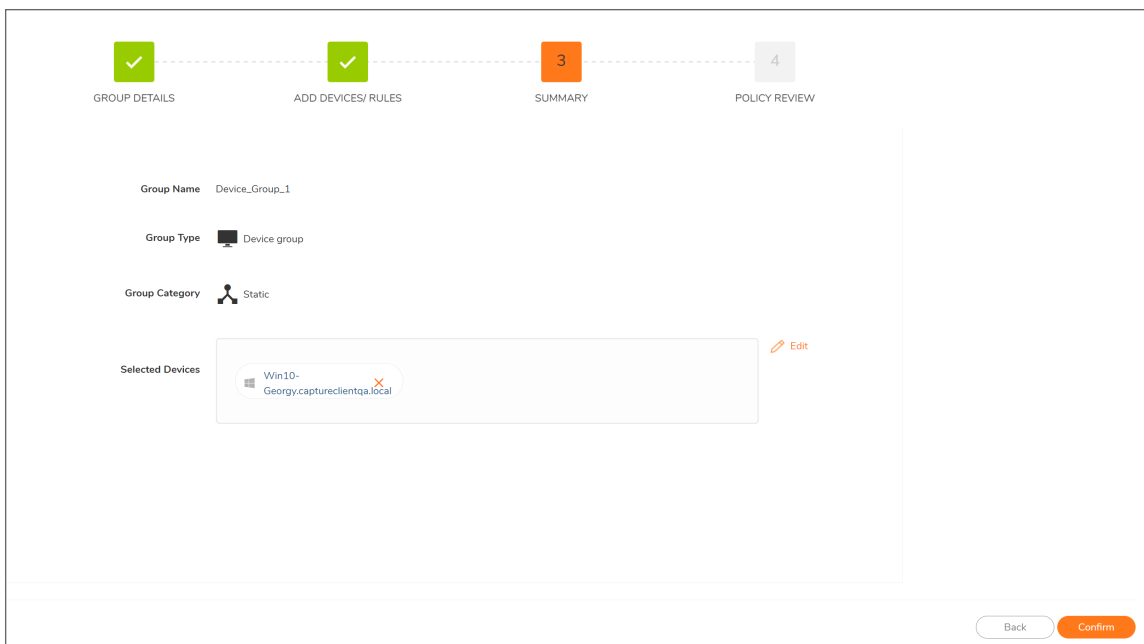 3
4
GROUP DETAILS
ADD DEVICES/ RULES
SUMMARY
POLICY REVIEW
Group Name Device_Group_1
Group Type Device group
Group Category Static
Edit
Selected Devices
Win10-
Georgy.captureclientqa.local
Back
Confirm